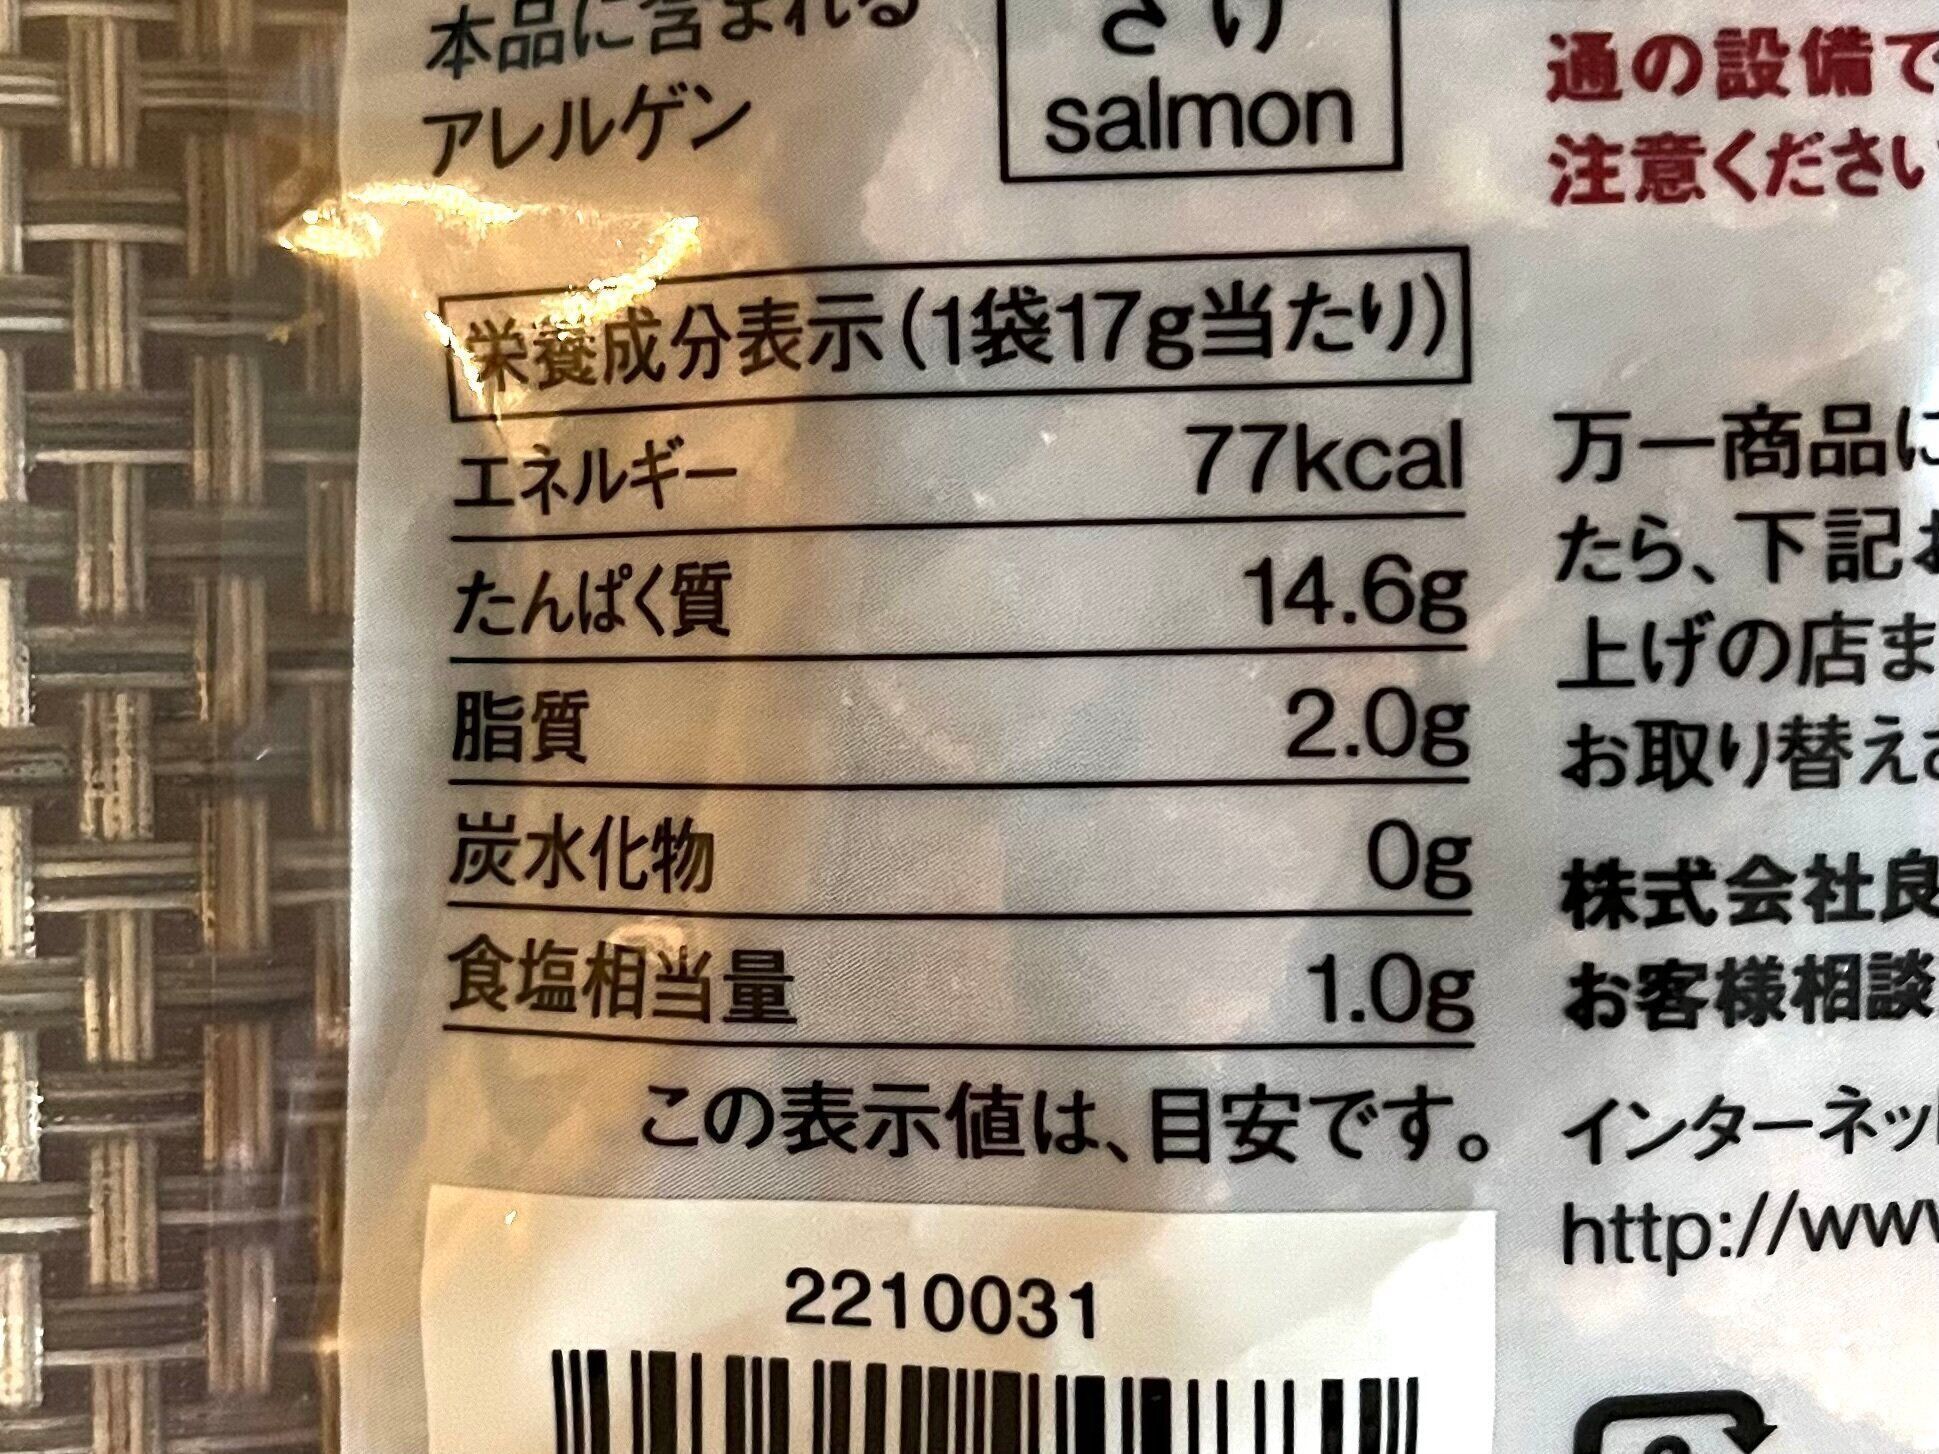 本品に含まれる
アレルゲン
さけ
salmon
栄養成分表示(1袋17g当たり)
エネルギー 77kcal
たんぱく質 14.6g
脂質 2.0g
炭水化物 0g
食塩相当量 1.0g
この表示値は、目安です。
2210031
通の設備で
注意ください
万一商品に
たら、下記お
上げの店ま
お取り替えさ
株式会社良
お客様相談
インターネッ
http://www